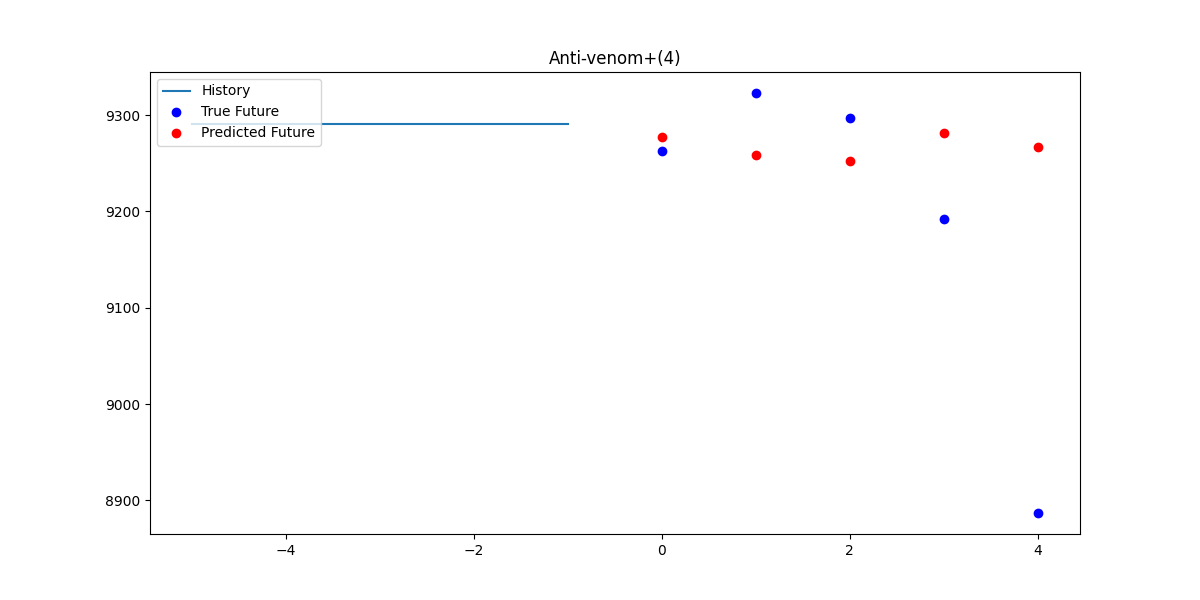 Anti-venom+(4)
History
True Future
Predicted Future
9300
9200
9100
9000
8900
−4
−2
0
2
4